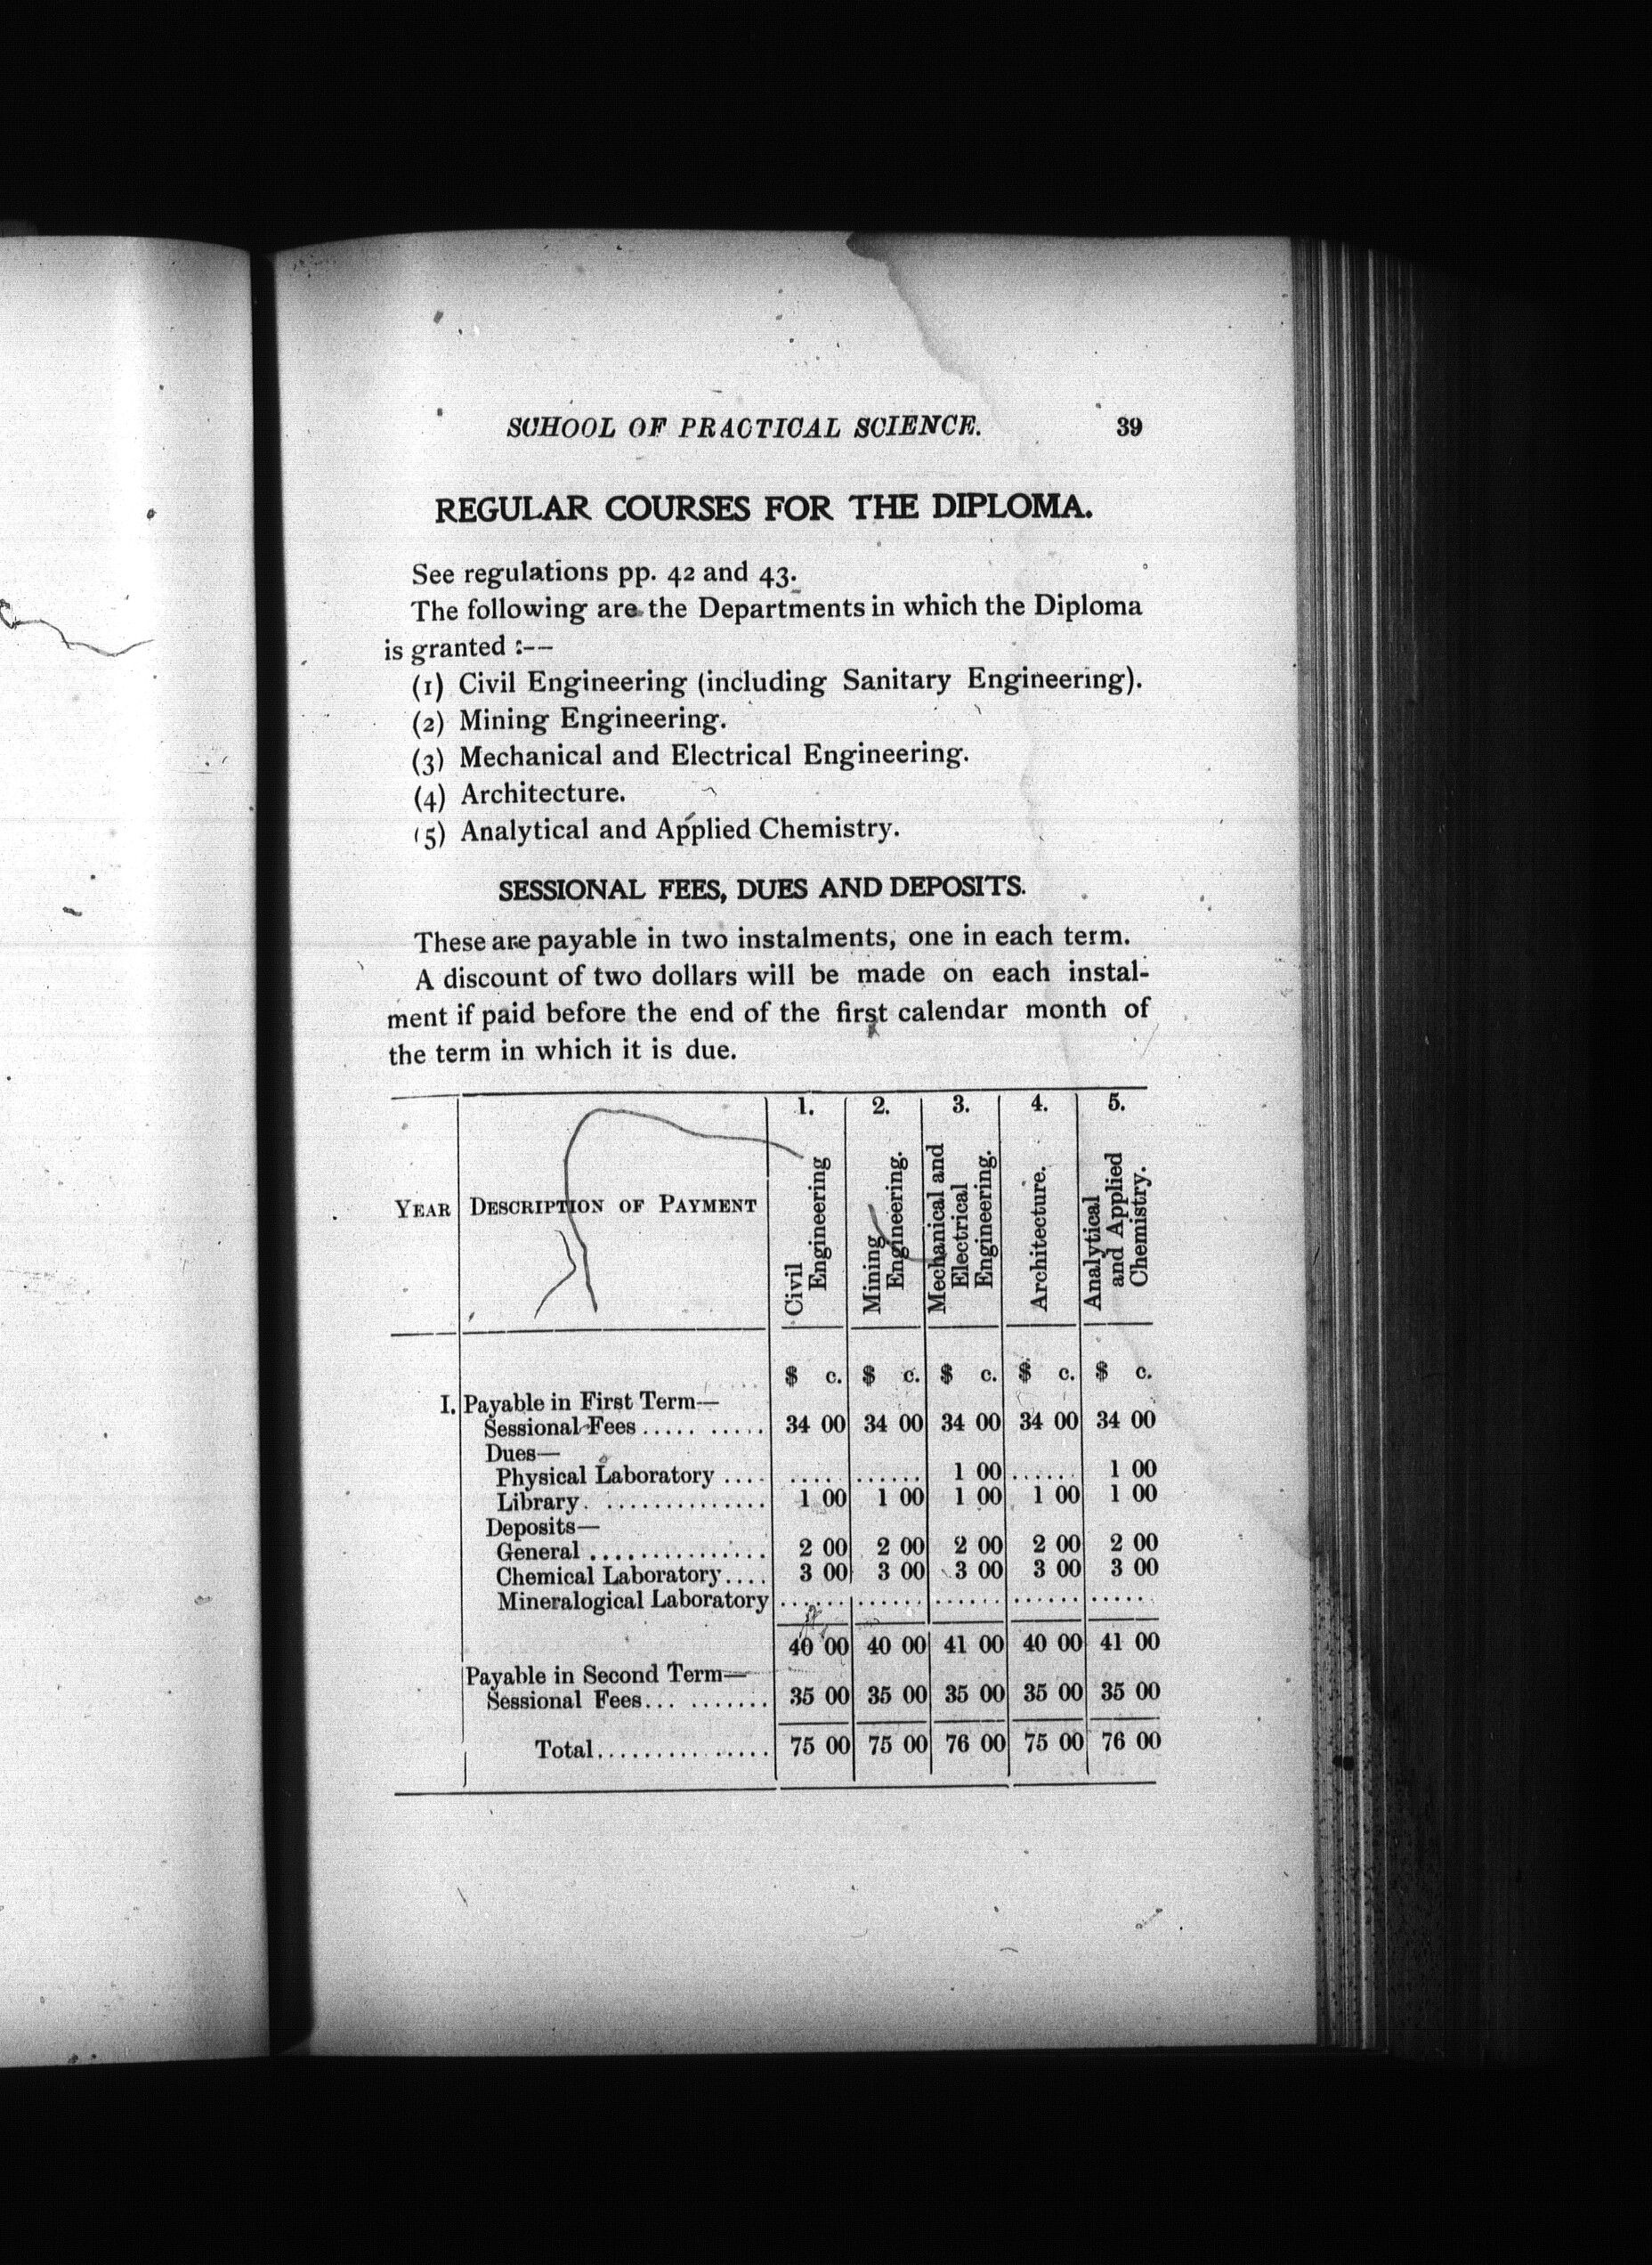 SCHOOL OF PRACTICAL SCIENCE. 39
REGULAR COURSES FOR THE DIPLOMA.
See regulations pp. 42 and 43.
The following are the Departments in which the Diploma
is granted :--
(1) Civil Engineering (including Sanitary Engineering).
(2) Mining Engineering.
(3) Mechanical and Electrical Engineering.
(4) Architecture.
(5) Analytical and Applied Chemistry.
SESSIONAL FEES, DUES AND DEPOSITS.
These are payable in two instalments, one in each term.
A discount of two dollars will be made on each instal-
ment if paid before the end of the first calendar month of
the term in which it is due.
1. 2. 3. 4. 5.
YEAR DESCRIPTION OF PAYMENT
Civil
Engineering
Mining
Engineering.
Mechanical and
Electrical
Engineering.
Architecture.
Analytical
and Applied
Chemistry.
$ c. $ c. $ c. $ c. $ c.
I. Payable in First Term—
Sessional Fees ..... ..... 34 00 34 00 34 00 34 00 34 00
Dues—
Physical Laboratory .... .... ...... 1 00 ...... 1 00
Library. .............. 1 00 1 00 1 00 1 00 1 00
Deposits—
General ............... 2 00 2 00 2 00 2 00 2 00
Chemical Laboratory.... 3 00 3 00 3 00 3 00 3 00
Mineralogical Laboratory ...... ...... ...... ...... ......
40 00 40 00 41 00 40 00 41 00
Payable in Second Term—
Sessional Fees... ....... 35 00 35 00 35 00 35 00 35 00
Total............... 75 00 75 00 76 00 75 00 76 00